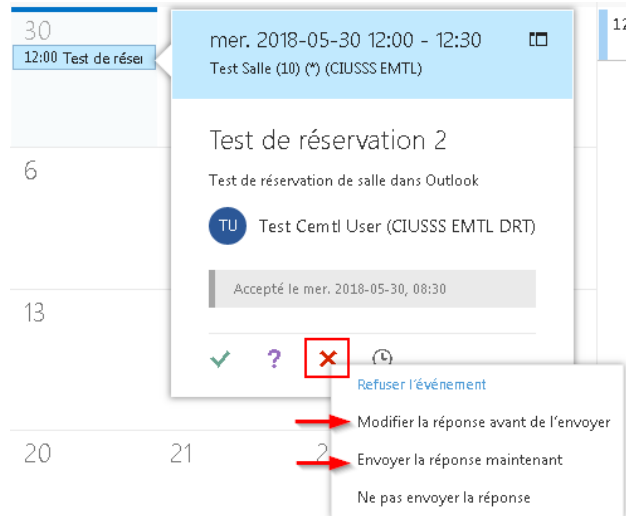 30
12:00 Test de réser
mer. 2018-05-30 12:00 - 12:30
Test Salle (10) (*) (CIUSSS EMTL)
12
Test de réservation 2
Test de réservation de salle dans Outlook
TU
Test Cemtl User (CIUSSS EMTL DRT)
Accepté le mer. 2018-05-30, 08:30
6
13
?
Refuser l'événement
Modifier la réponse avant de l'envoyer
20
21
2
Envoyer la réponse maintenant
Ne pas envoyer la réponse